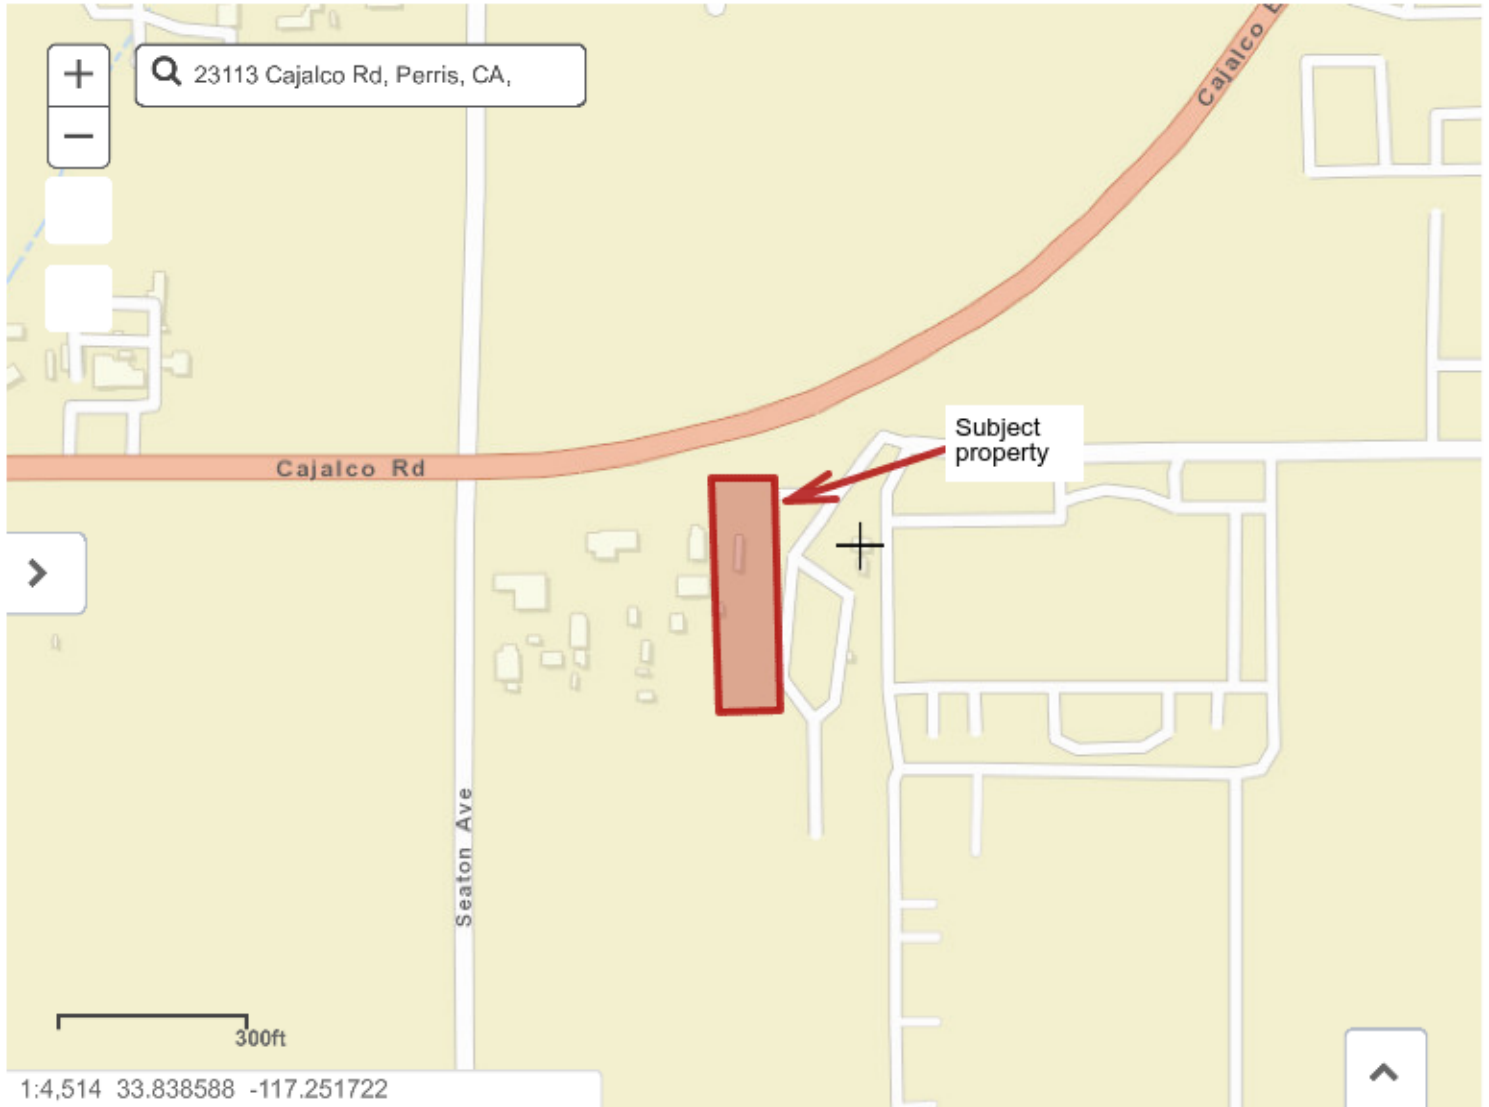 Cajalco E
+
23113 Cajalco Rd, Perris, CA,
−
Subject
property
Cajalco Rd
Seaton Ave
300ft
1:4,514 33.838588 -117.251722